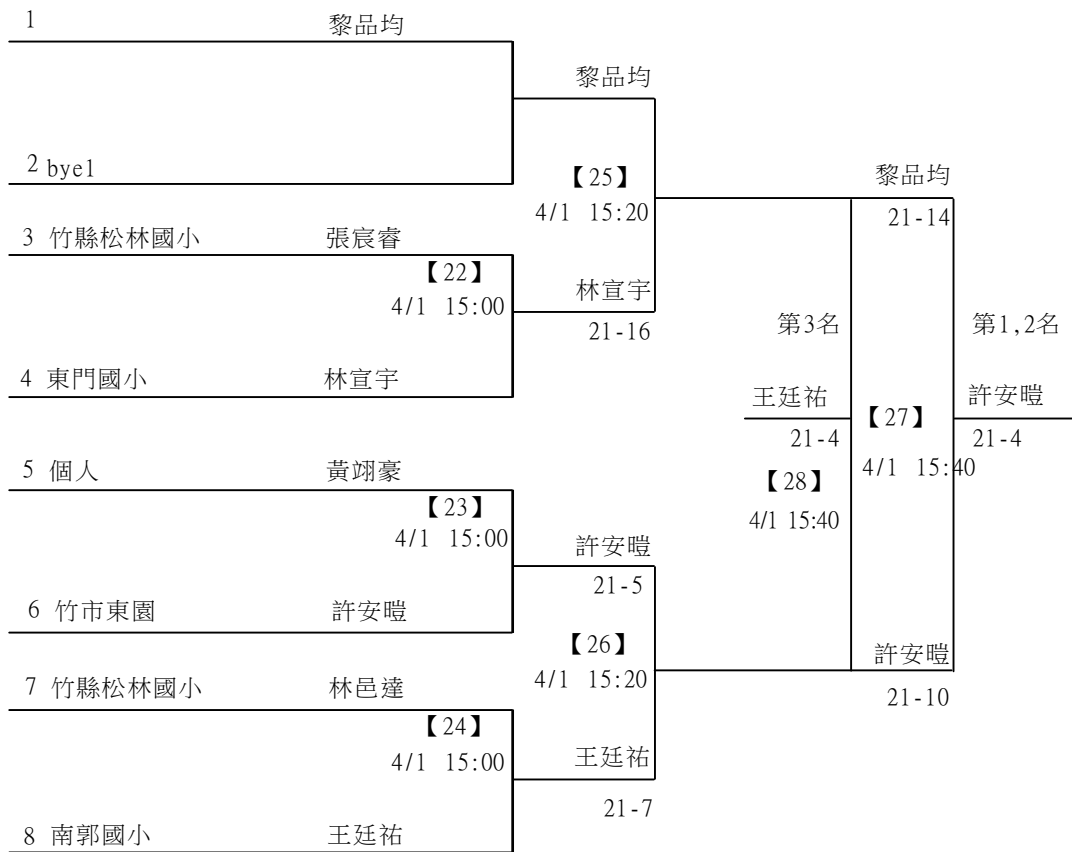 1 黎品均
黎品均
2 bye1
【25】
黎品均
4/1 15:20
21-14
3 竹縣松林國小 張宸睿
【22】
4/1 15:00
林宣宇
21-16
第3名
第1,2名
4 東門國小 林宣宇
王廷祐
【27】
許安暟
21-4
21-4
4/1 15:40
5 個人 黃翊豪
【28】
【23】
4/1 15:40
4/1 15:00
許安暟
21-5
6 竹市東園 許安暟
【26】
許安暟
4/1 15:20
21-10
7 竹縣松林國小 林邑達
【24】
4/1 15:00
王廷祐
21-7
8 南郭國小 王廷祐